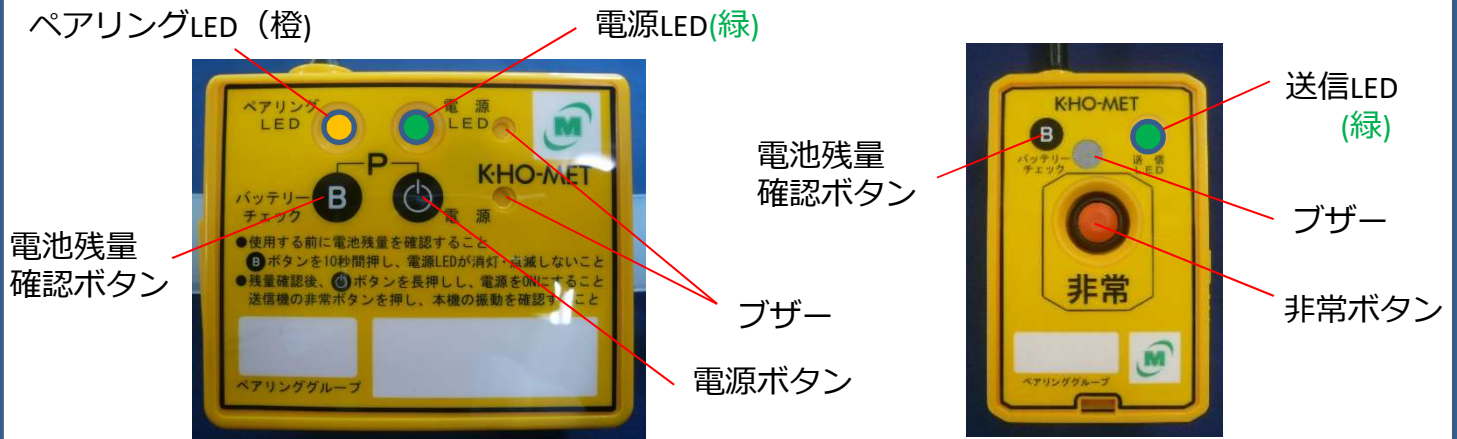 ペアリングLED（橙)
電源LED(緑)
ペアリング
LED
電 源
LED
M
P
K·HO-MET
B
バッテリー
チェック
電 源
●使用する前に電池残量を確認すること
Bボタンを10秒間押し、電源LEDが消灯・点滅しないこと
●残量確認後、ボタンを長押しし、電源をONにすること
送信機の非常ボタンを押し、本機の振動を確認すること
ペアリンググループ
電池残量
確認ボタン
ブザー
電源ボタン
K·HO-MET
B
バッテリー
チェック
送 信
LED
非常
ペアリンググループ
M
電池残量
確認ボタン
送信LED
(緑)
ブザー
非常ボタン